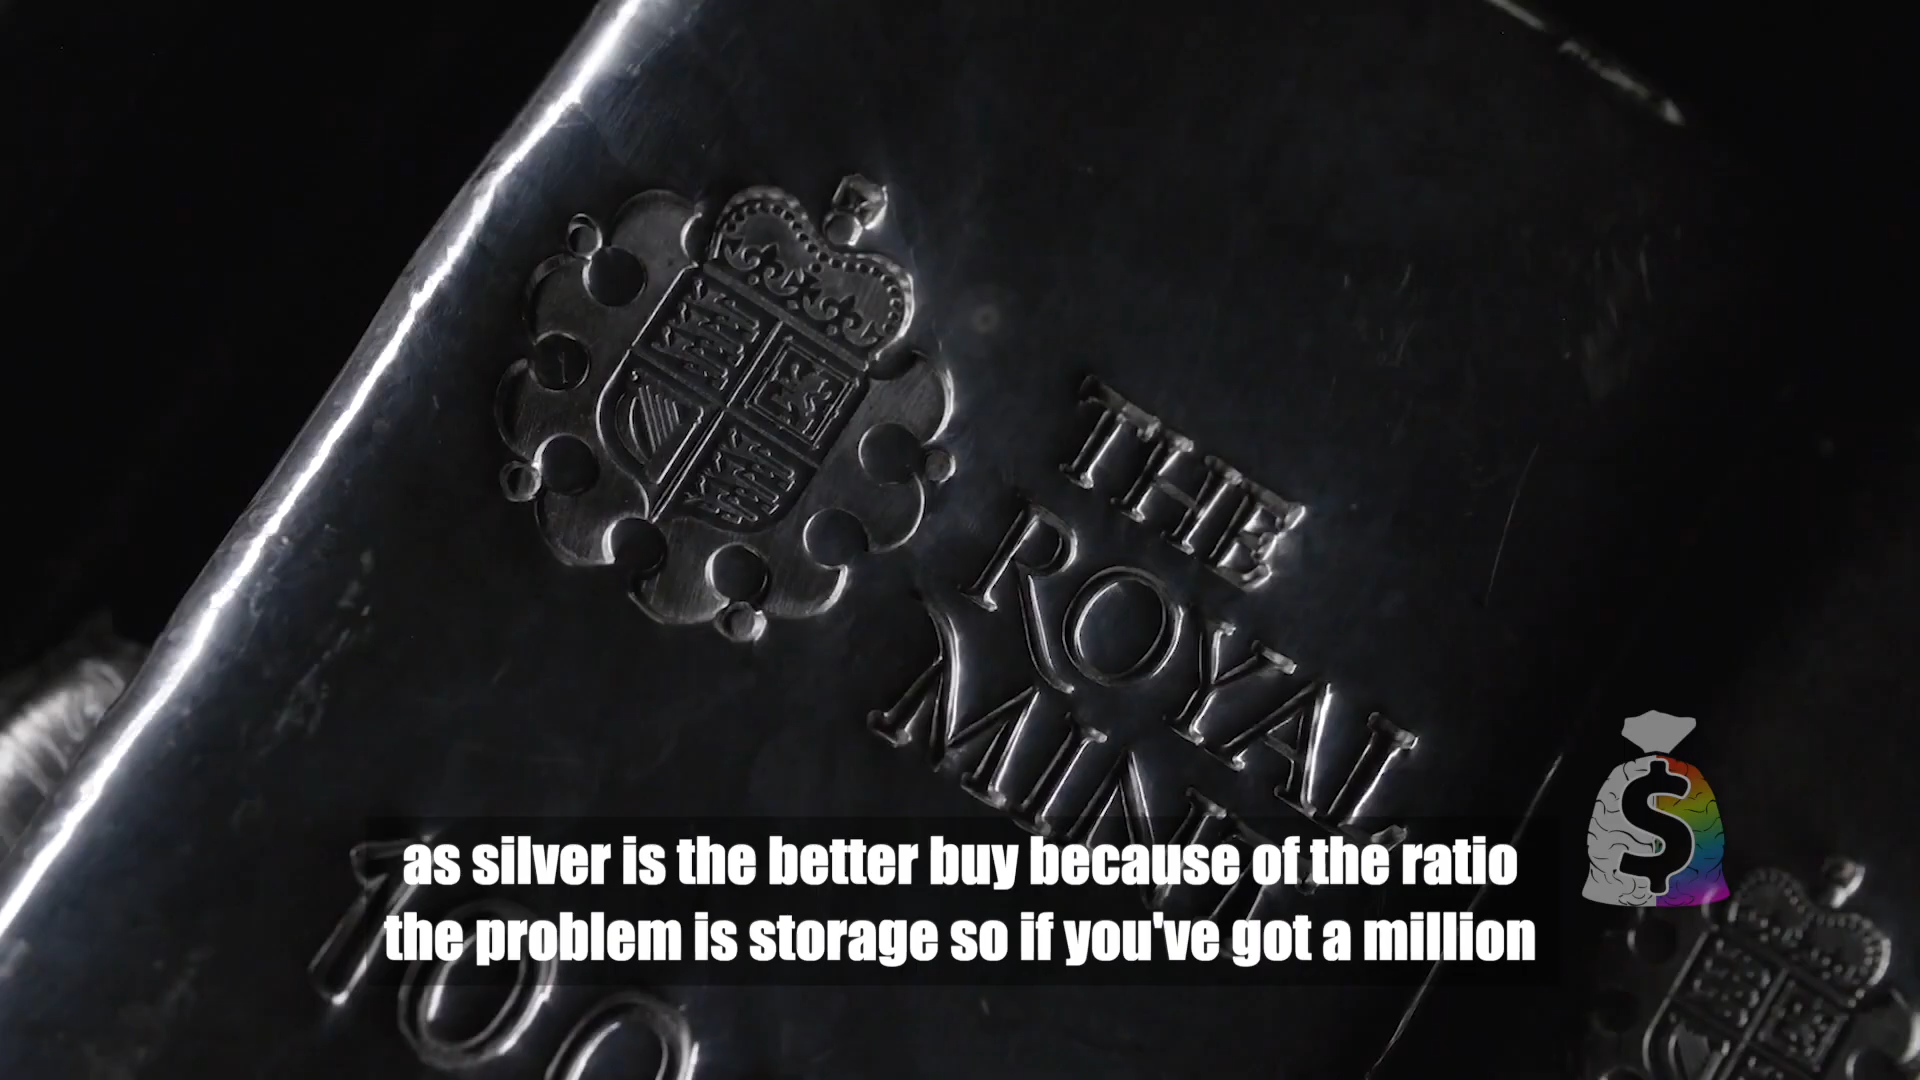 THE
ROYAL
MINT
100
as silver is the better buy because of the ratio
the problem is storage so if you've got a million
$